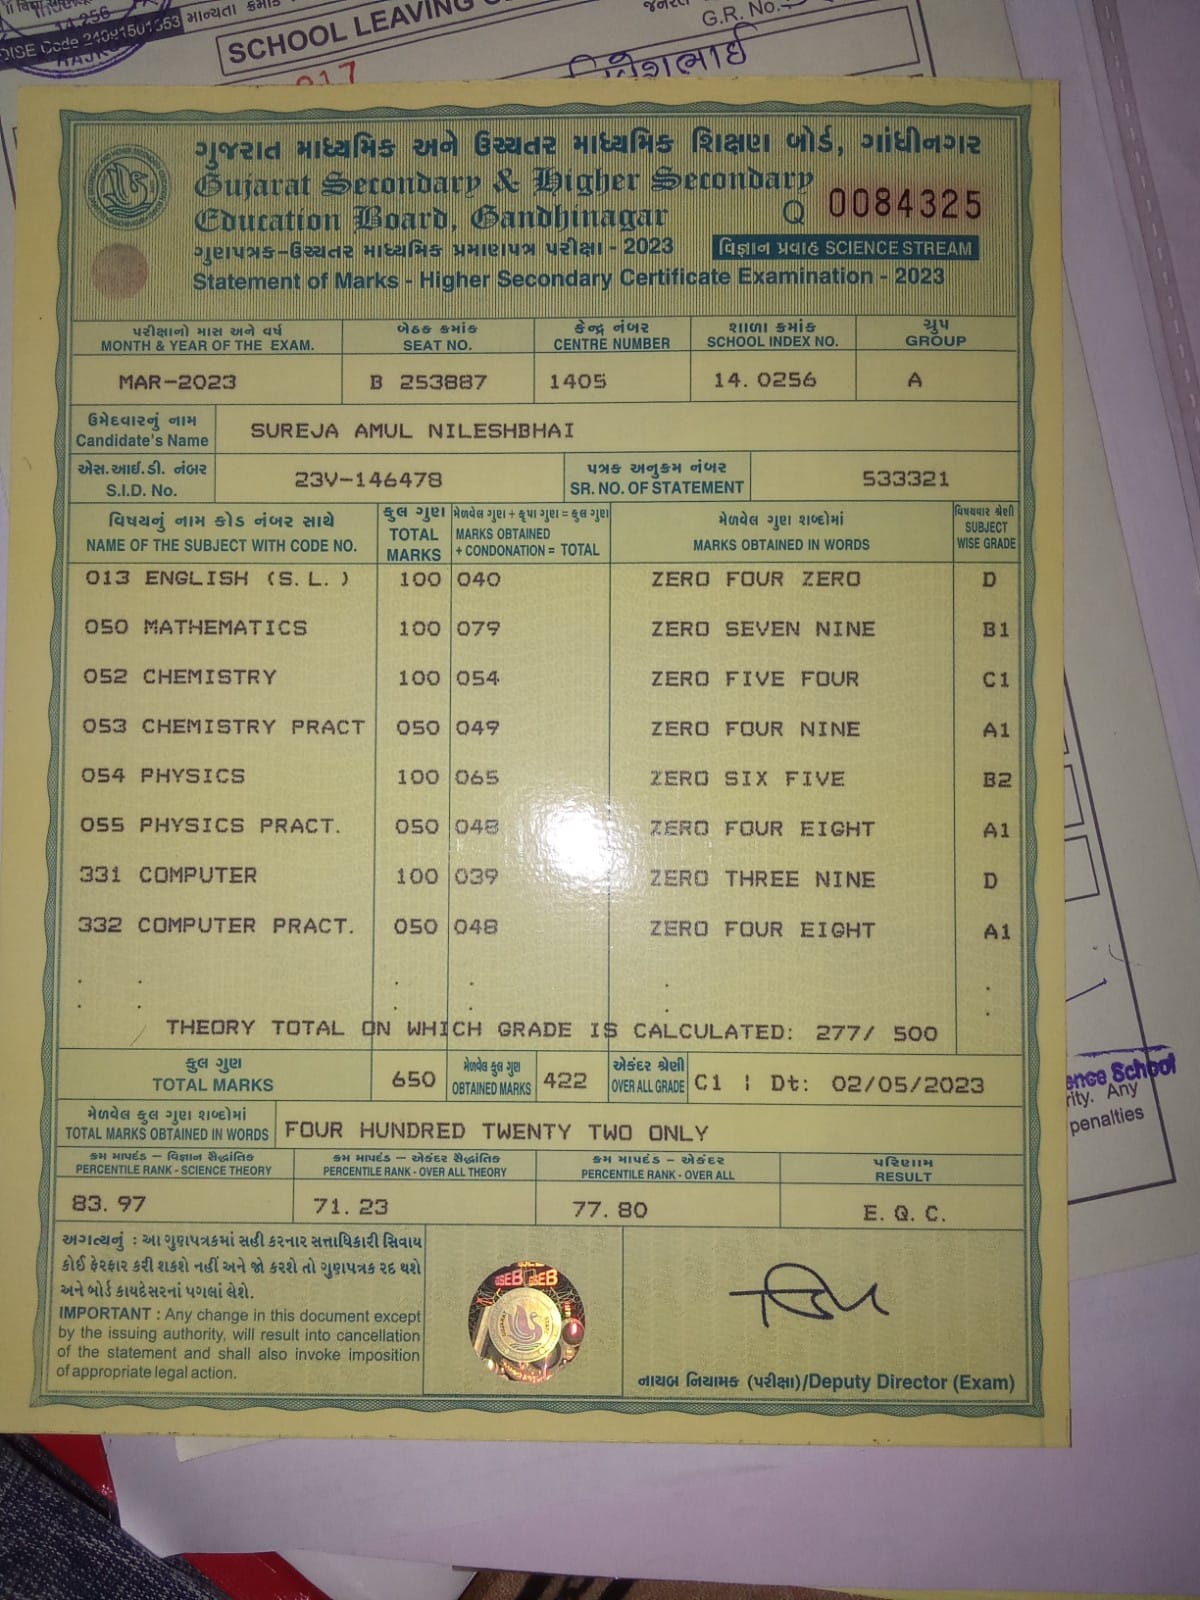 14.256
DISE Code 24091501353 માન્યતા ક્રમાંક
SCHOOL LEAVING
G.R. No.
017
ગુજરાત માધ્યમિક અને ઉચ્ચતર માધ્યમિક શિક્ષણ બોર્ડ, ગાંધીનગર
Gujarat Secondary & Higher Secondary
Education Board, Gandhinagar
Q 0084325
ગુણપત્રક-ઉચ્ચતર માધ્યમિક પ્રમાણપત્ર પરીક્ષા - 2023 વિજ્ઞાન પ્રવાહ SCIENCE STREAM
Statement of Marks - Higher Secondary Certificate Examination - 2023
પરીક્ષાનો માસ અને વર્ષ બેઠક ક્રમાંક કેન્દ્ર નંબર શાળા ક્રમાંક ગ્રુપ
MONTH & YEAR OF THE EXAM. SEAT NO. CENTRE NUMBER SCHOOL INDEX NO. GROUP
MAR-2023 B 253887 1405 14.0256 A
ઉમેદવારનું નામ
Candidate's Name SUREJA AMUL NILESHBHAI
એસ.આઈ.ડી. નંબર પત્રક અનુક્રમ નંબર
S.I.D. No. 23V-146478 SR. NO. OF STATEMENT 533321
વિષયનું નામ કોડ નંબર સાથે કુલ ગુણ મેળવેલ ગુણ + કૃપા ગુણ = કુલ ગુણ મેળવેલ ગુણ શબ્દોમાં વિષયવાર શ્રેણી
NAME OF THE SUBJECT WITH CODE NO. TOTAL MARKS MARKS OBTAINED + CONDONATION = TOTAL MARKS OBTAINED IN WORDS SUBJECT WISE GRADE
013 ENGLISH (S.L.) 100 040 ZERO FOUR ZERO D
050 MATHEMATICS 100 079 ZERO SEVEN NINE B1
052 CHEMISTRY 100 054 ZERO FIVE FOUR C1
053 CHEMISTRY PRACT 050 049 ZERO FOUR NINE A1
054 PHYSICS 100 065 ZERO SIX FIVE B2
055 PHYSICS PRACT. 050 048 ZERO FOUR EIGHT A1
331 COMPUTER 100 039 ZERO THREE NINE D
332 COMPUTER PRACT. 050 048 ZERO FOUR EIGHT A1
THEORY TOTAL ON WHICH GRADE IS CALCULATED: 277/ 500
કુલ ગુણ મેળવેલ કુલ ગુણ એકંદર શ્રેણી
TOTAL MARKS 650 OBTAINED MARKS 422 OVER ALL GRADE C1 | Dt: 02/05/2023
મેળવેલ કુલ ગુણ શબ્દોમાં
TOTAL MARKS OBTAINED IN WORDS FOUR HUNDRED TWENTY TWO ONLY
ક્રમ માપદંડ – વિજ્ઞાન સૈદ્ધાંતિક ક્રમ માપદંડ – એકંદર સૈદ્ધાંતિક ક્રમ માપદંડ – એકંદર પરિણામ
PERCENTILE RANK - SCIENCE THEORY PERCENTILE RANK - OVER ALL THEORY PERCENTILE RANK - OVER ALL RESULT
83.97 71.23 77.80 E.Q.C.
અગત્યનું : આ ગુણપત્રકમાં સહી કરનાર સત્તાધિકારી સિવાય
કોઈ ફેરફાર કરી શકશે નહીં અને જો કરશે તો ગુણપત્રક રદ થશે
અને બોર્ડ કાયદેસરનાં પગલાં લેશે.
IMPORTANT : Any change in this document except
by the issuing authority, will result into cancellation
of the statement and shall also invoke imposition
of appropriate legal action.
GSEB GSEB
નાયબ નિયામક (પરીક્ષા)/Deputy Director (Exam)
ence School
rity. Any
penalties